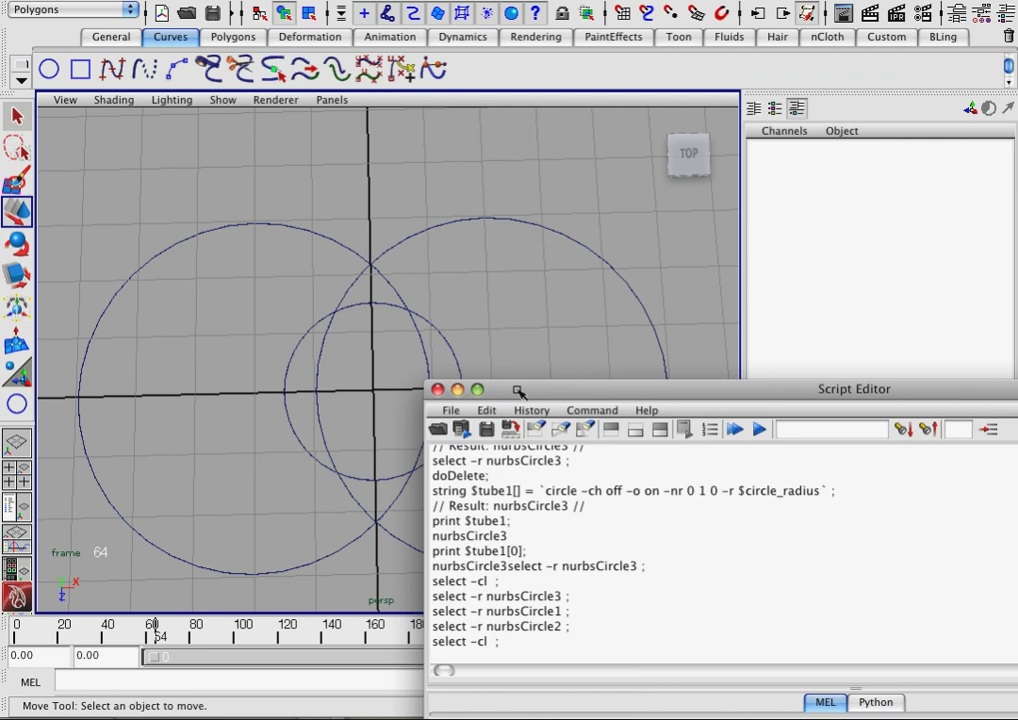 Polygons
General Curves Polygons Deformation Animation Dynamics Rendering PaintEffects Toon Fluids Hair nCloth Custom BLing
View Shading Lighting Show Renderer Panels
Channels Object
TOP
Script Editor
File Edit History Command Help
// Result: nurbsCircle3 //
select -r nurbsCircle3 ;
doDelete;
string $tube1[] = `circle -ch off -o on -nr 0 1 0 -r $circle_radius` ;
// Result: nurbsCircle3 //
print $tube1;
nurbsCircle3
print $tube1[0];
nurbsCircle3select -r nurbsCircle3 ;
select -cl  ;
select -r nurbsCircle3 ;
select -r nurbsCircle1 ;
select -r nurbsCircle2 ;
select -cl  ;
frame 64
x
z
persp
0 20 40 60 80 100 120 140 160 18
64
0.00 0.00 0
MEL
MEL Python
Move Tool: Select an object to move.